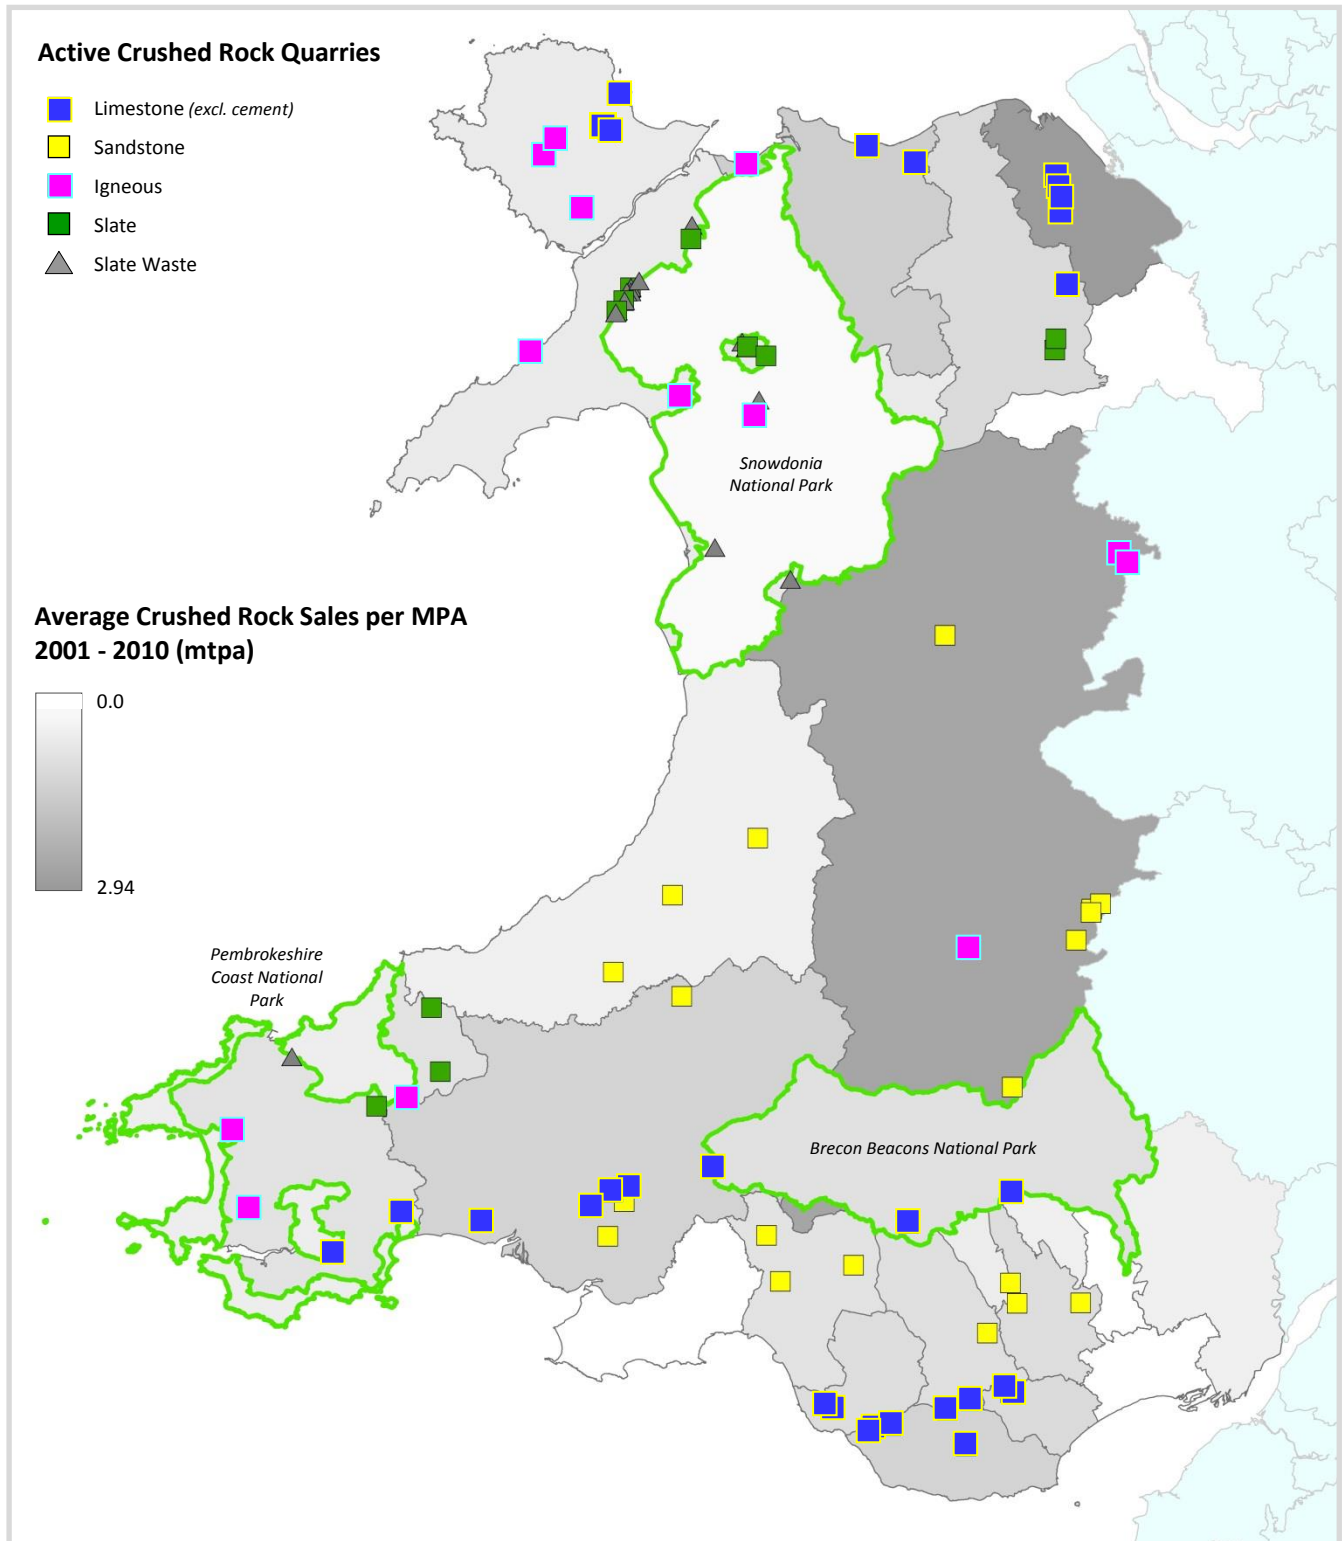 Active Crushed Rock Quarries
Limestone (excl. cement)
Sandstone
Igneous
Slate
Slate Waste
Snowdonia
National Park
Average Crushed Rock Sales per MPA
2001 - 2010 (mtpa)
0.0
2.94
Pembrokeshire
Coast National
Park
Brecon Beacons National Park